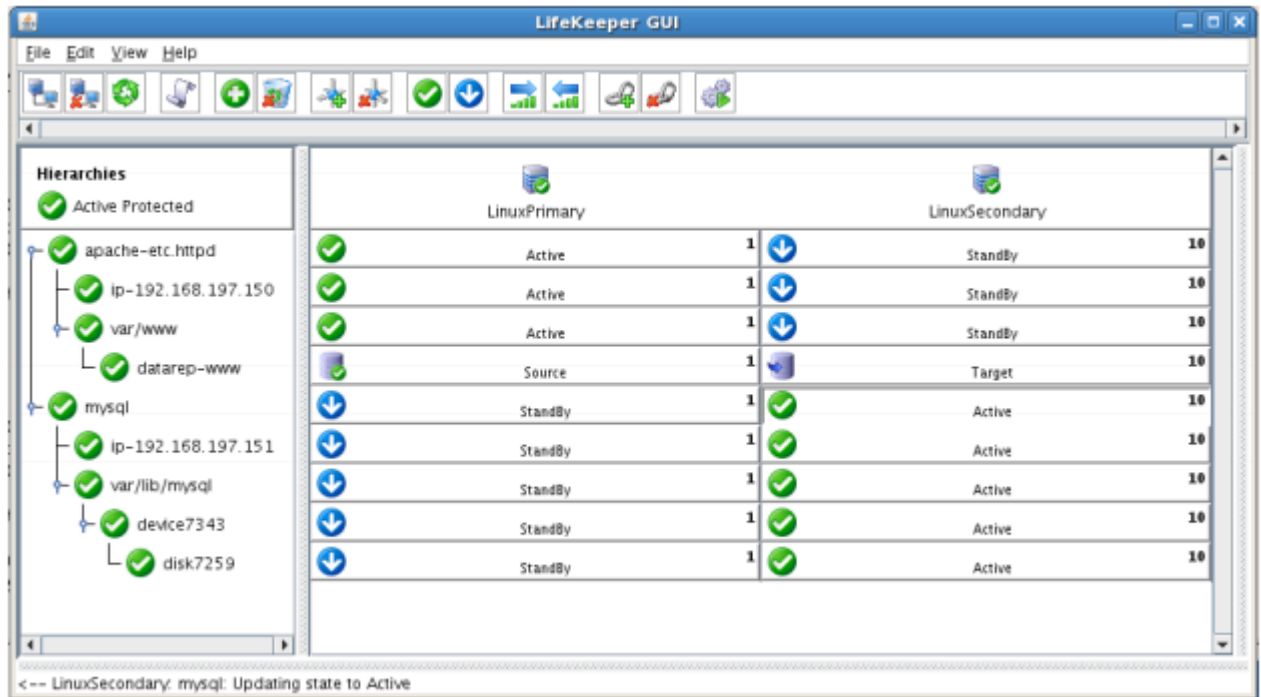 LifeKeeper GUI
File Edit View Help
Hierarchies
Active Protected
LinuxPrimary
LinuxSecondary
apache-etc.httpd
Active 1
StandBy 10
ip-192.168.197.150
Active 1
StandBy 10
var/www
Active 1
StandBy 10
datarep-www
Source 1
Target 10
mysql
StandBy 1
Active 10
ip-192.168.197.151
StandBy 1
Active 10
var/lib/mysql
StandBy 1
Active 10
device7343
StandBy 1
Active 10
disk7259
StandBy 1
Active 10
<-- LinuxSecondary: mysql: Updating state to Active